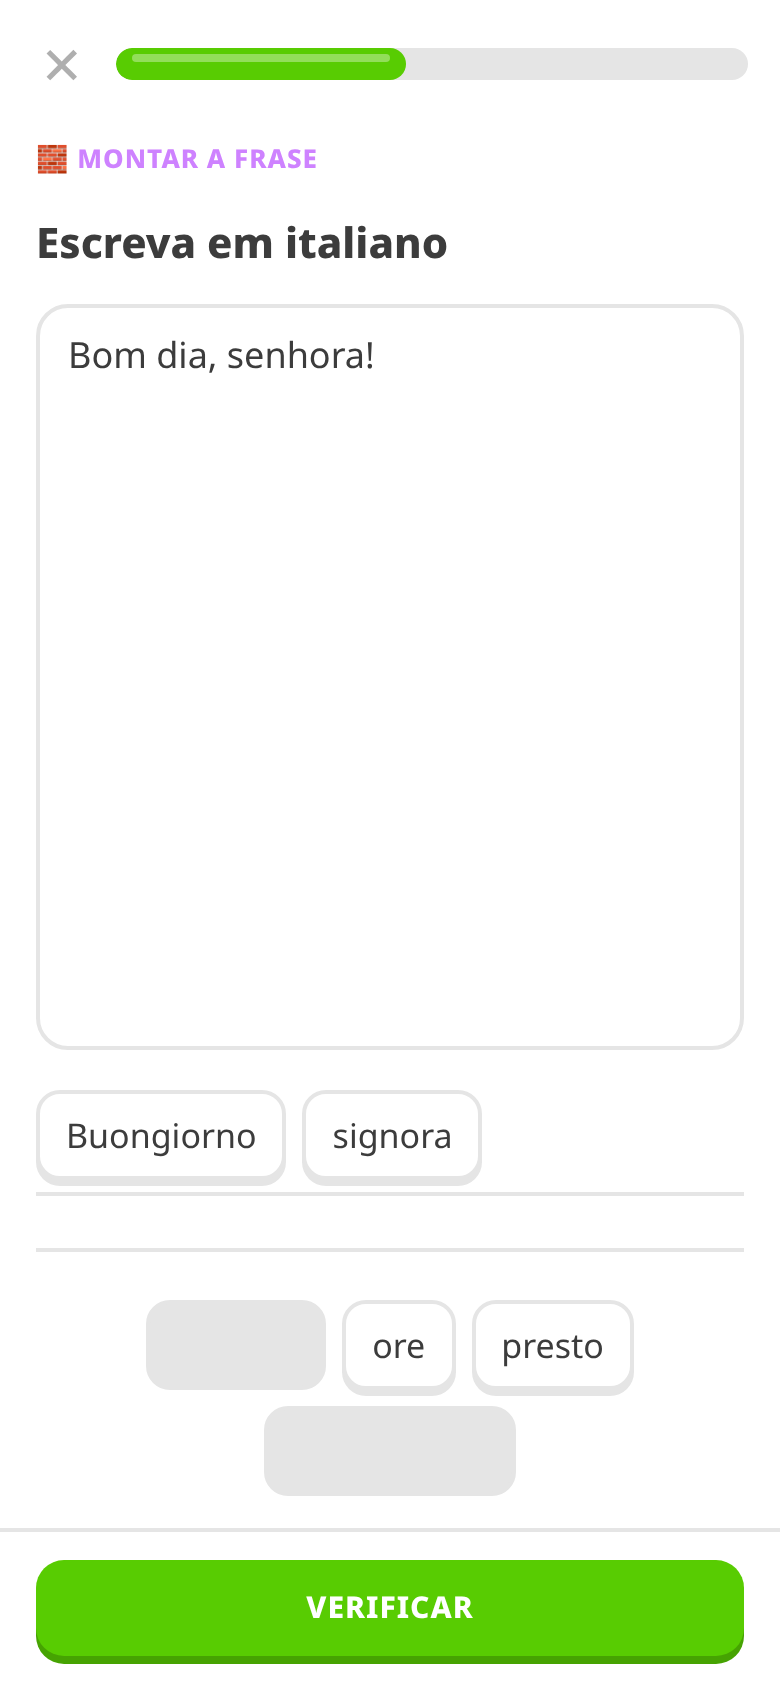 MONTAR A FRASE
Escreva em italiano
Bom dia, senhora!
Buongiorno signora
ore presto
VERIFICAR